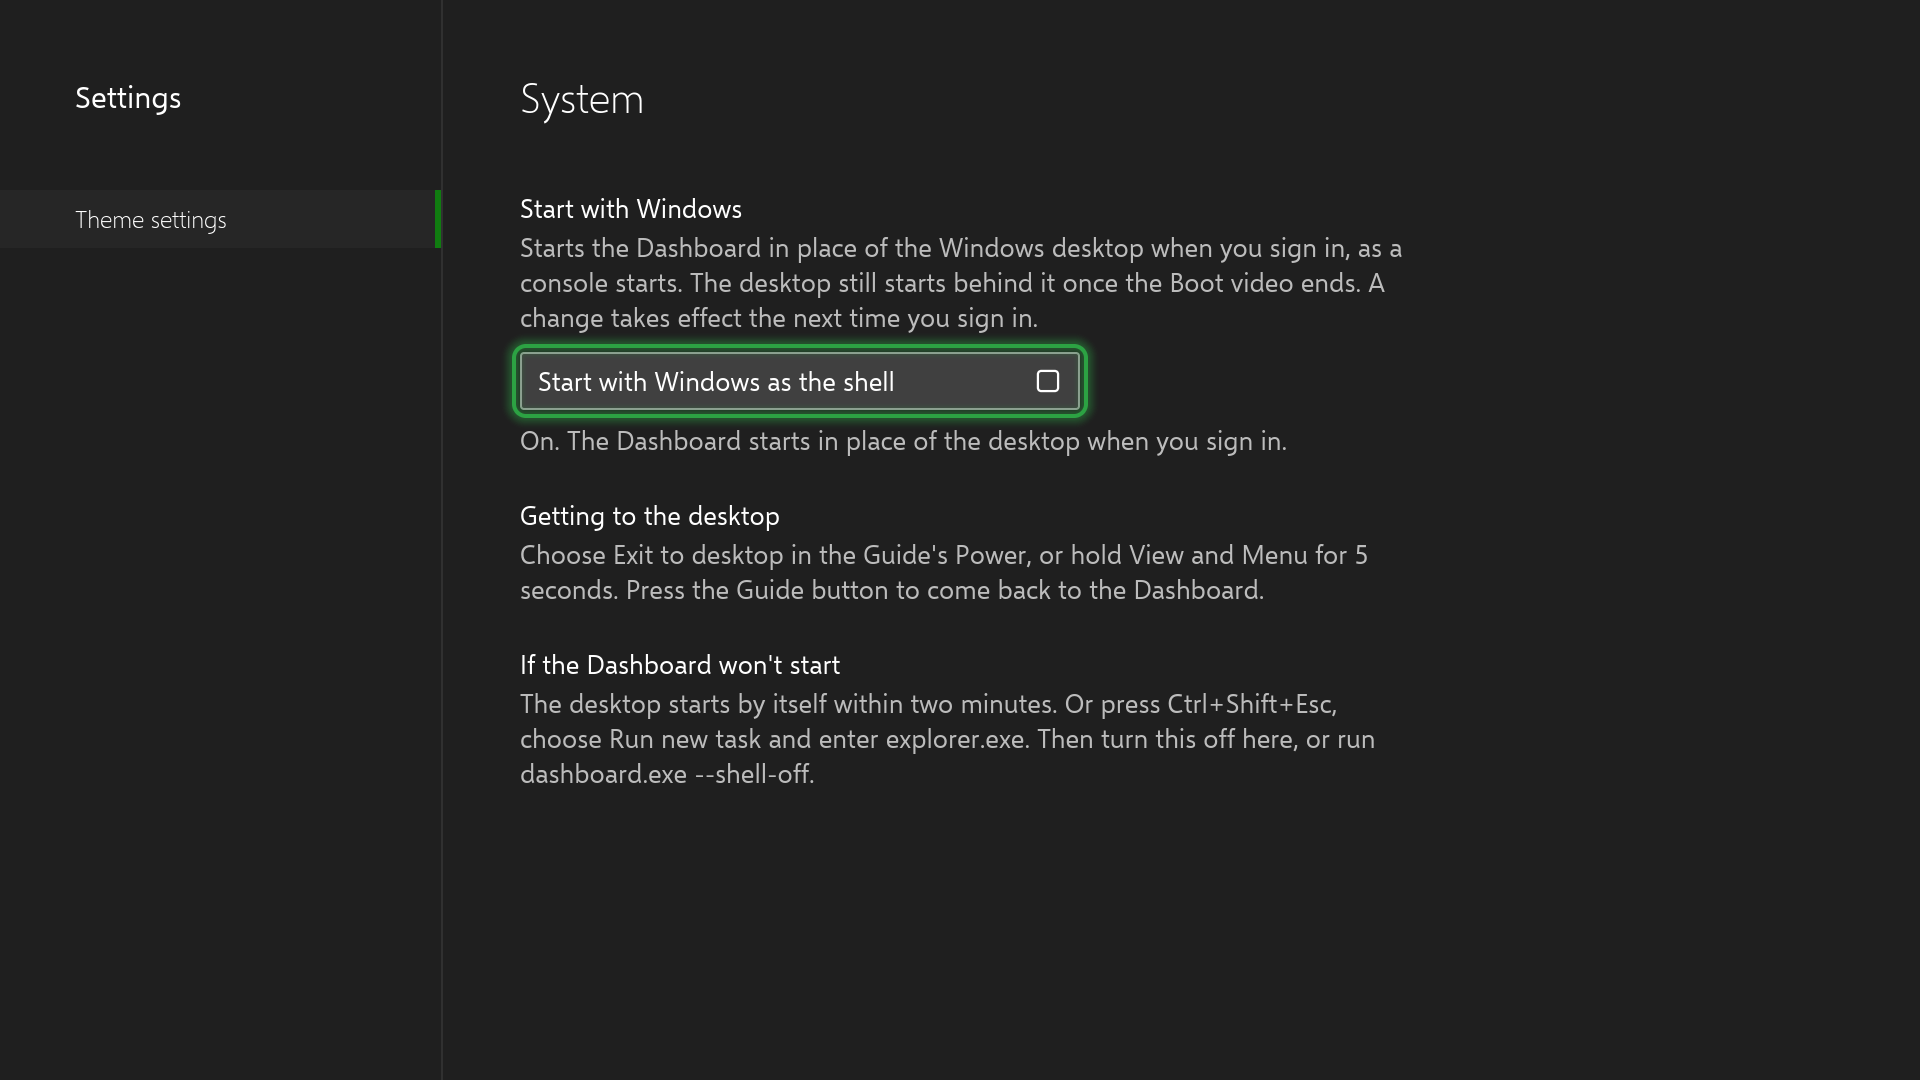 Settings
Theme settings
System
Start with Windows
Starts the Dashboard in place of the Windows desktop when you sign in, as a
console starts. The desktop still starts behind it once the Boot video ends. A
change takes effect the next time you sign in.
Start with Windows as the shell
On. The Dashboard starts in place of the desktop when you sign in.
Getting to the desktop
Choose Exit to desktop in the Guide's Power, or hold View and Menu for 5
seconds. Press the Guide button to come back to the Dashboard.
If the Dashboard won't start
The desktop starts by itself within two minutes. Or press Ctrl+Shift+Esc,
choose Run new task and enter explorer.exe. Then turn this off here, or run
dashboard.exe --shell-off.